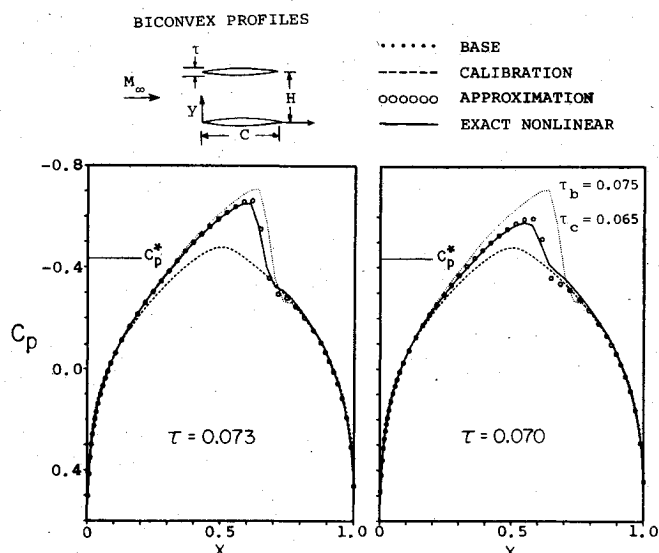 BICONVEX PROFILES
τ
M∞
H
Y
C
BASE
CALIBRATION
APPROXIMATION
EXACT NONLINEAR
-0.8
-0.4
Cp
0.0
0.4
Cp*
τ = 0.073
0
0.5
1.0
X
τb = 0.075
τc = 0.065
Cp*
τ = 0.070
0
0.5
1.0
X